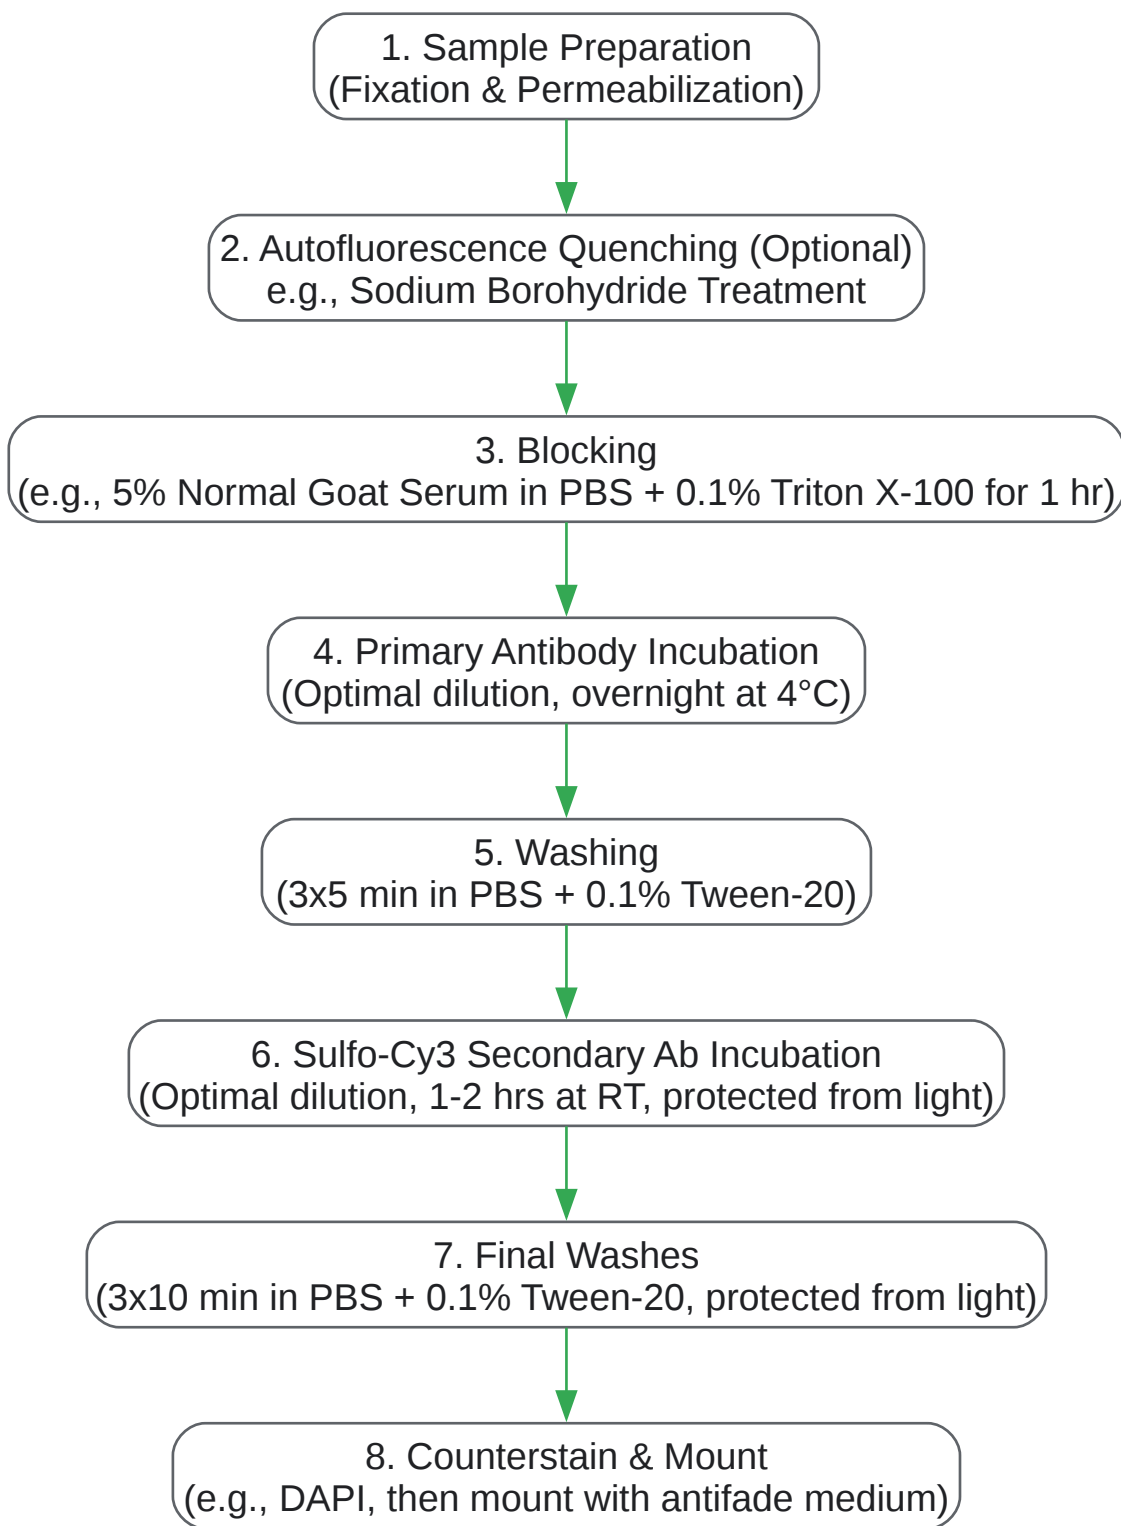 1. Sample Preparation
(Fixation & Permeabilization)
2. Autofluorescence Quenching (Optional)
e.g., Sodium Borohydride Treatment
3. Blocking
(e.g., 5% Normal Goat Serum in PBS + 0.1% Triton X-100 for 1 hr)
4. Primary Antibody Incubation
(Optimal dilution, overnight at 4°C)
5. Washing
(3x5 min in PBS + 0.1% Tween-20)
6. Sulfo-Cy3 Secondary Ab Incubation
(Optimal dilution, 1-2 hrs at RT, protected from light)
7. Final Washes
(3x10 min in PBS + 0.1% Tween-20, protected from light)
8. Counterstain & Mount
(e.g., DAPI, then mount with antifade medium)